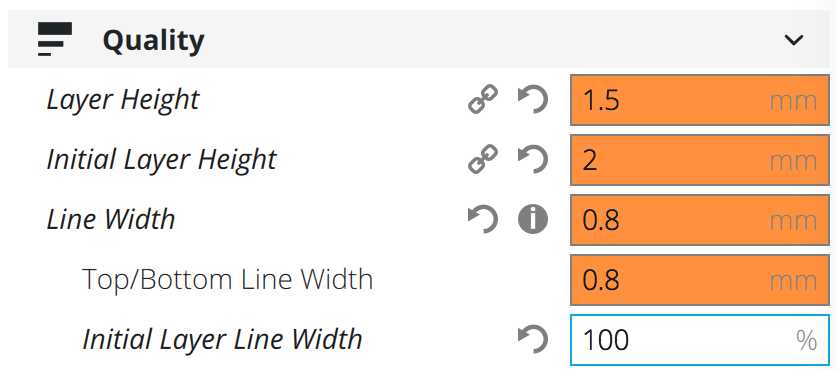 Quality
Layer Height 1.5 mm
Initial Layer Height 2 mm
Line Width 0.8 mm
Top/Bottom Line Width 0.8 mm
Initial Layer Line Width 100 %